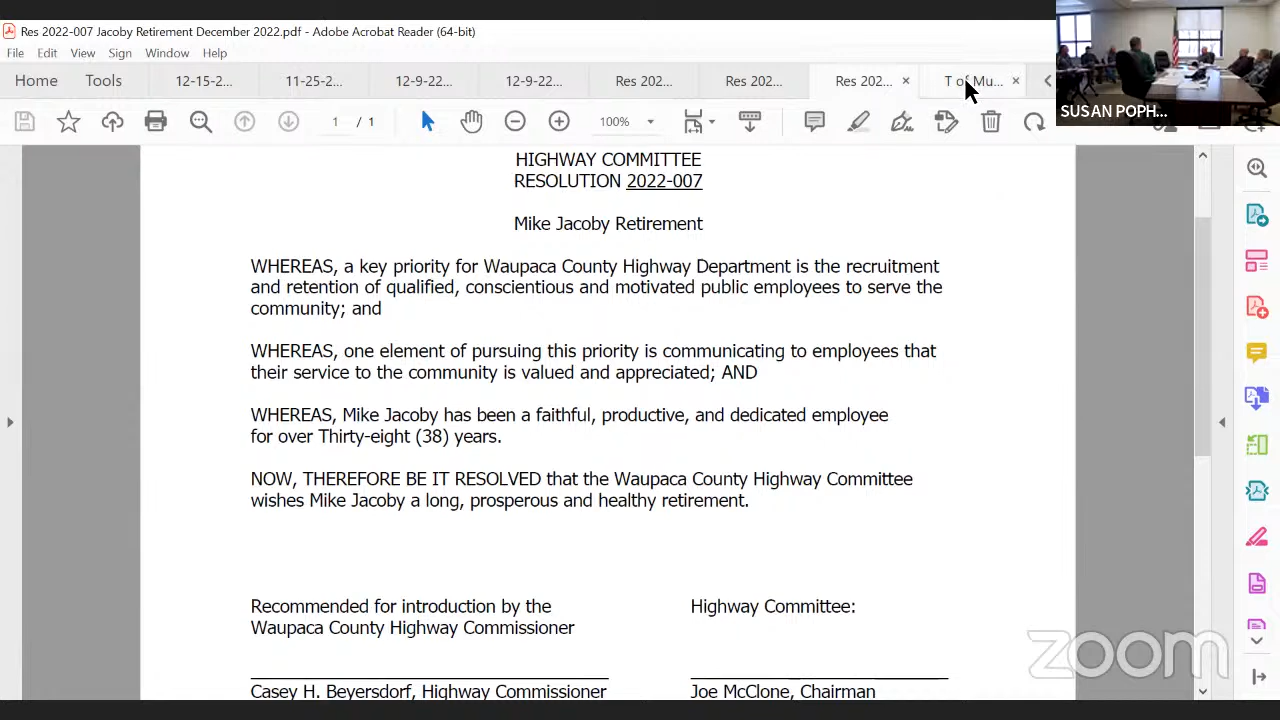 Res 2022-007 Jacoby Retirement December 2022.pdf - Adobe Acrobat Reader (64-bit)
File Edit View Sign Window Help
Home Tools 12-15-2... 11-25-2... 12-9-22... 12-9-22... Res 202... Res 202... Res 202... T of Mu...
1 / 1 100%
SUSAN POPH...
HIGHWAY COMMITTEE
RESOLUTION 2022-007
Mike Jacoby Retirement
WHEREAS, a key priority for Waupaca County Highway Department is the recruitment
and retention of qualified, conscientious and motivated public employees to serve the
community; and
WHEREAS, one element of pursuing this priority is communicating to employees that
their service to the community is valued and appreciated; AND
WHEREAS, Mike Jacoby has been a faithful, productive, and dedicated employee
for over Thirty-eight (38) years.
NOW, THEREFORE BE IT RESOLVED that the Waupaca County Highway Committee
wishes Mike Jacoby a long, prosperous and healthy retirement.
Recommended for introduction by the
Waupaca County Highway Commissioner
Highway Committee:
Casey H. Beyersdorf, Highway Commissioner
Joe McClone, Chairman
zoom